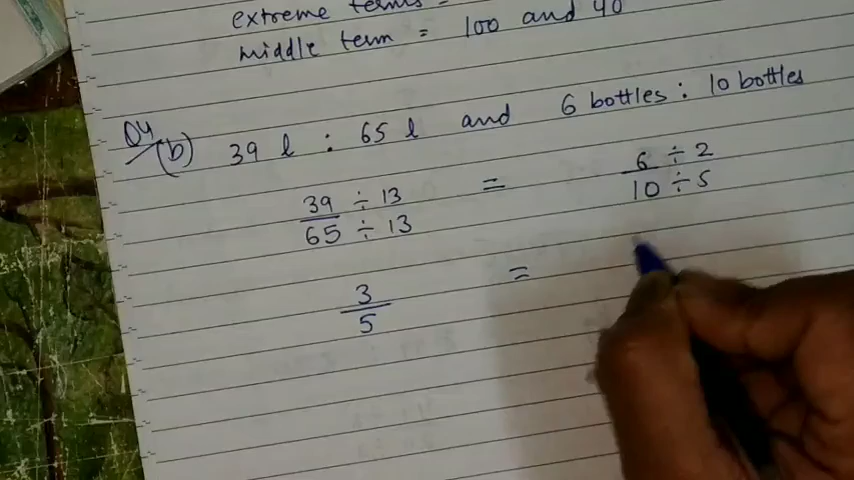 extreme terms =
middle term = 100 and 40
Q4 (b) 39 l : 65 l and 6 bottles : 10 bottles
39 ÷ 13 = 6 ÷ 2
65 ÷ 13 10 ÷ 5
3 =
5